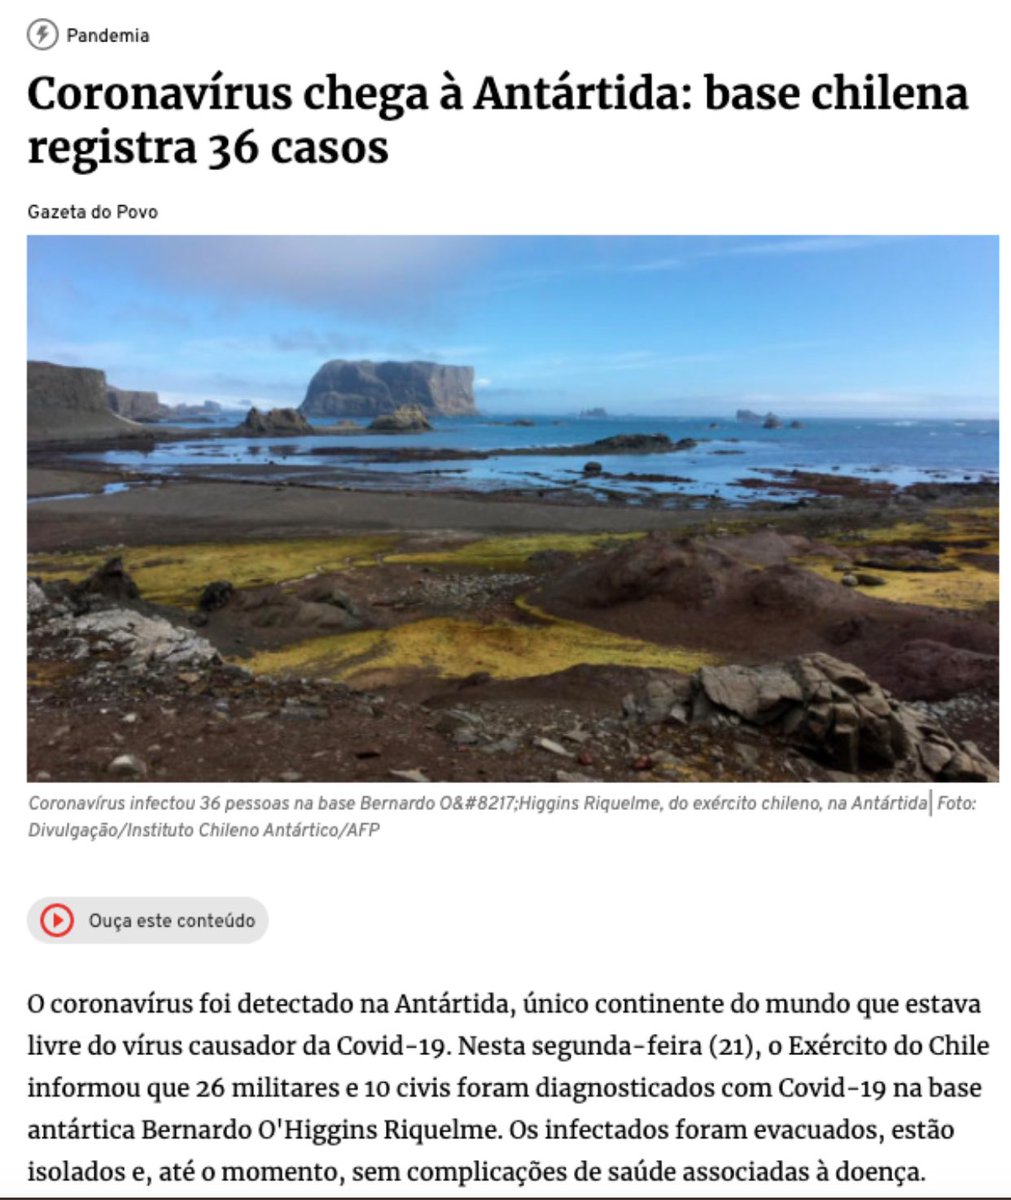 Pandemia
Coronavírus chega à Antártida: base chilena
registra 36 casos
Gazeta do Povo
Coronavírus infectou 36 pessoas na base Bernardo O&#8217;Higgins Riquelme, do exército chileno, na Antártida| Foto:
Divulgação/Instituto Chileno Antártico/AFP
Ouça este conteúdo
O coronavírus foi detectado na Antártida, único continente do mundo que estava
livre do vírus causador da Covid-19. Nesta segunda-feira (21), o Exército do Chile
informou que 26 militares e 10 civis foram diagnosticados com Covid-19 na base
antártica Bernardo O'Higgins Riquelme. Os infectados foram evacuados, estão
isolados e, até o momento, sem complicações de saúde associadas à doença.